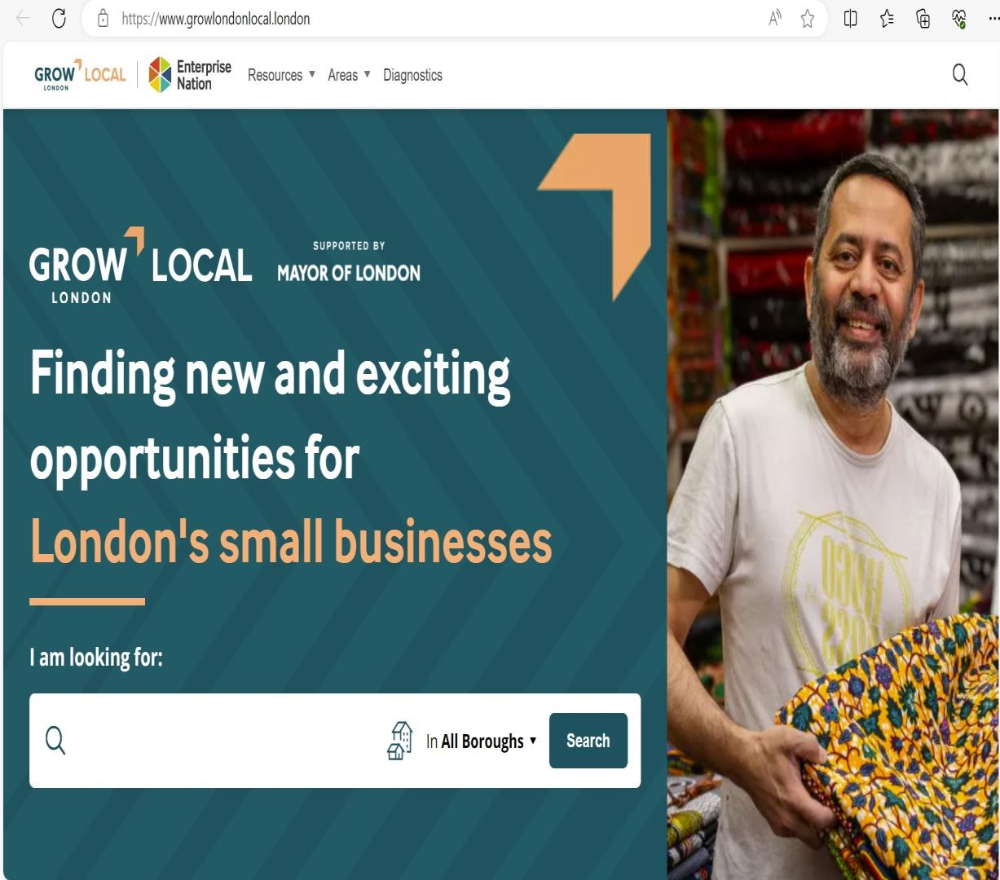 https://www.growlondonlocal.london
GROW LOCAL
LONDON
Enterprise
Nation
Resources ▼ Areas ▼ Diagnostics
GROW LOCAL
LONDON
SUPPORTED BY
MAYOR OF LONDON
Finding new and exciting
opportunities for
London's small businesses
I am looking for:
In All Boroughs ▼ Search